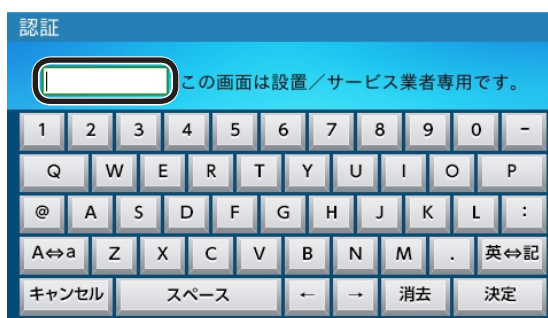 認証
この画面は設置／サービス業者専用です。
1 2 3 4 5 6 7 8 9 0 -
Q W E R T Y U I O P
@ A S D F G H J K L :
A⇔a Z X C V B N M . 英⇔記
キャンセル スペース ← → 消去 決定